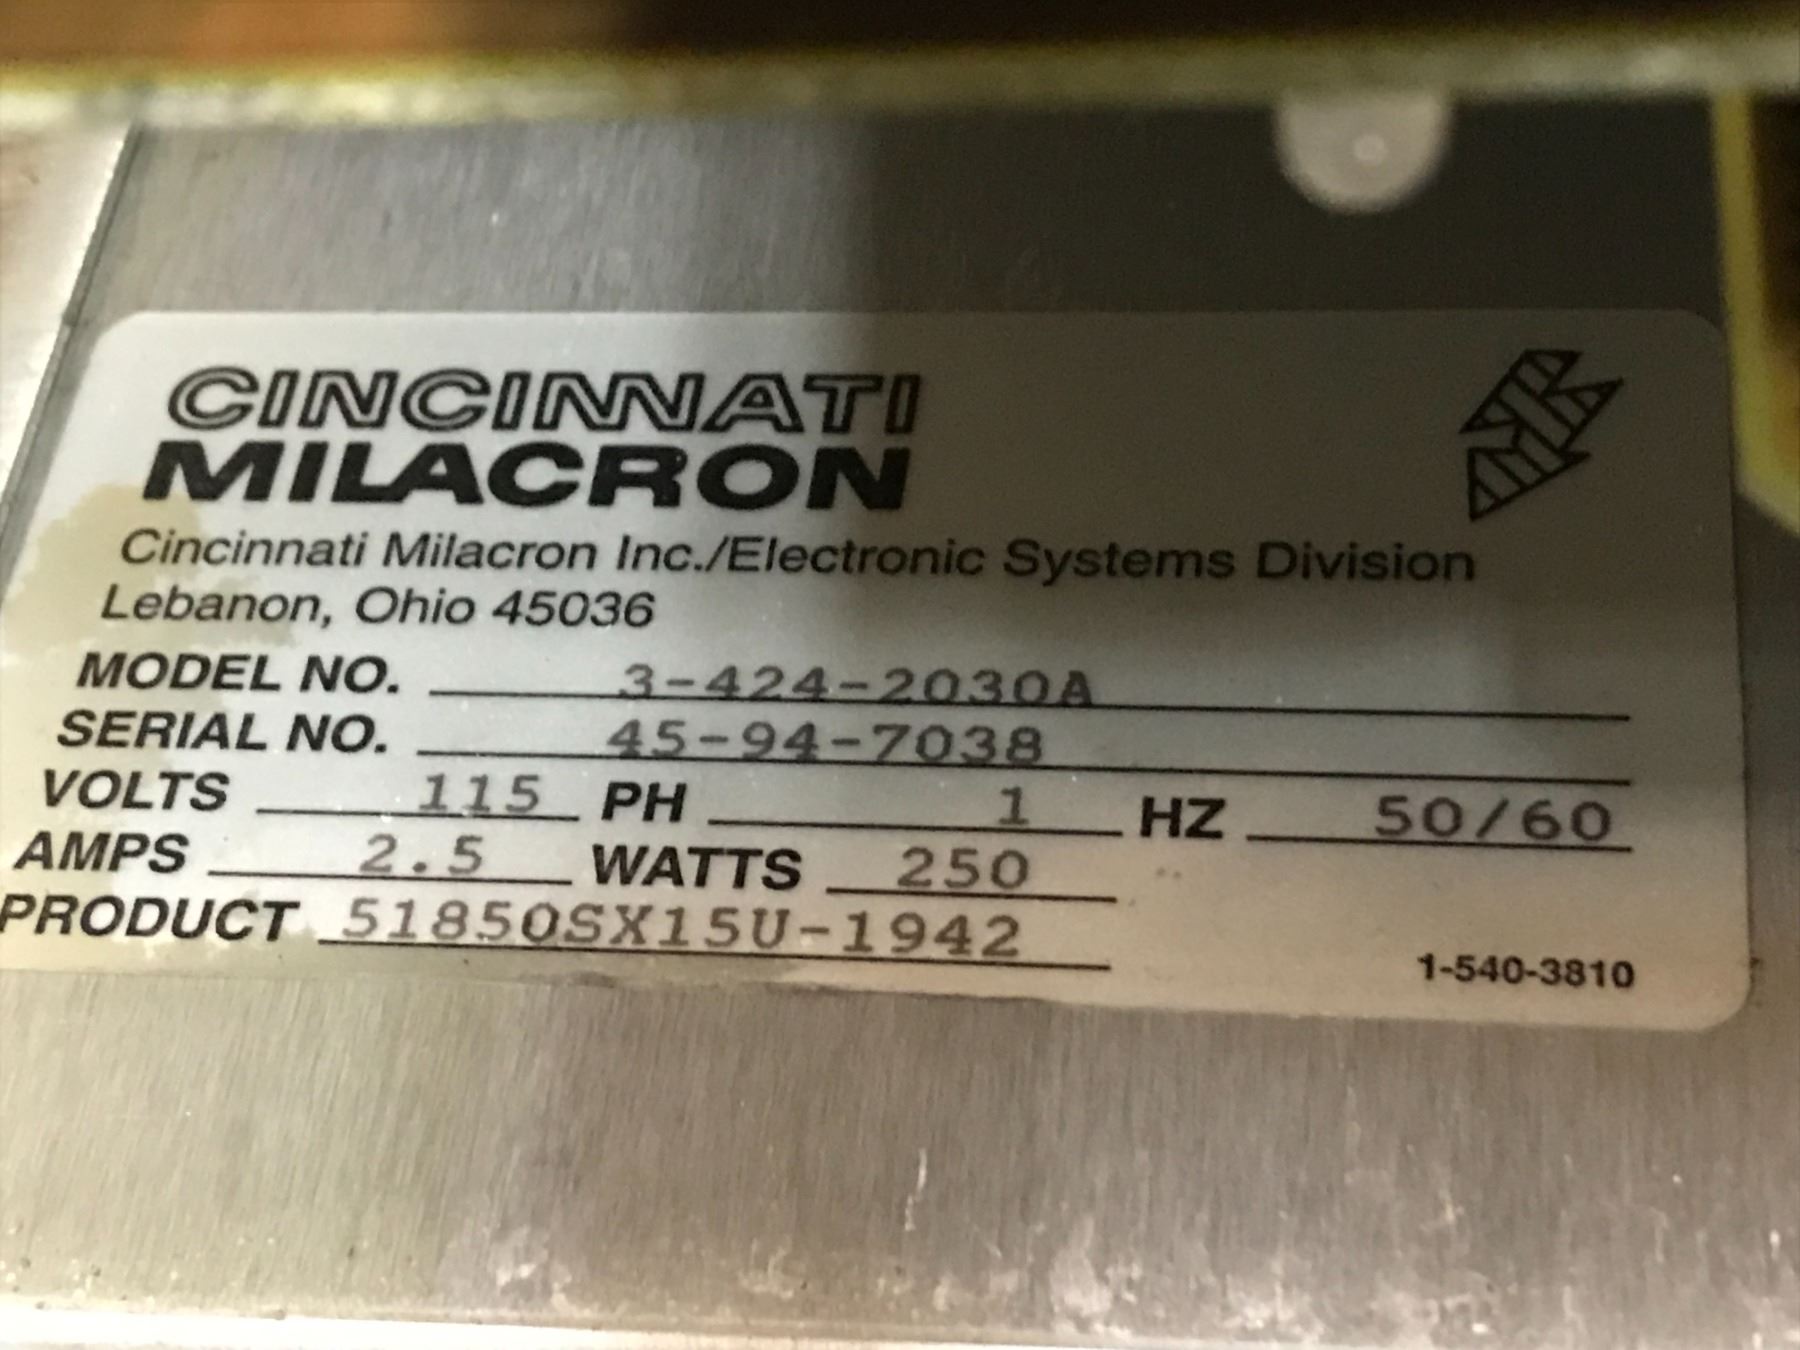 CINCINNATI
MILACRON
Cincinnati Milacron Inc./Electronic Systems Division
Lebanon, Ohio 45036
MODEL NO. 3-424-2030A
SERIAL NO. 45-94-7038
VOLTS 115 PH 1 HZ 50/60
AMPS 2.5 WATTS 250
PRODUCT 51850SX15U-1942
1-540-3810